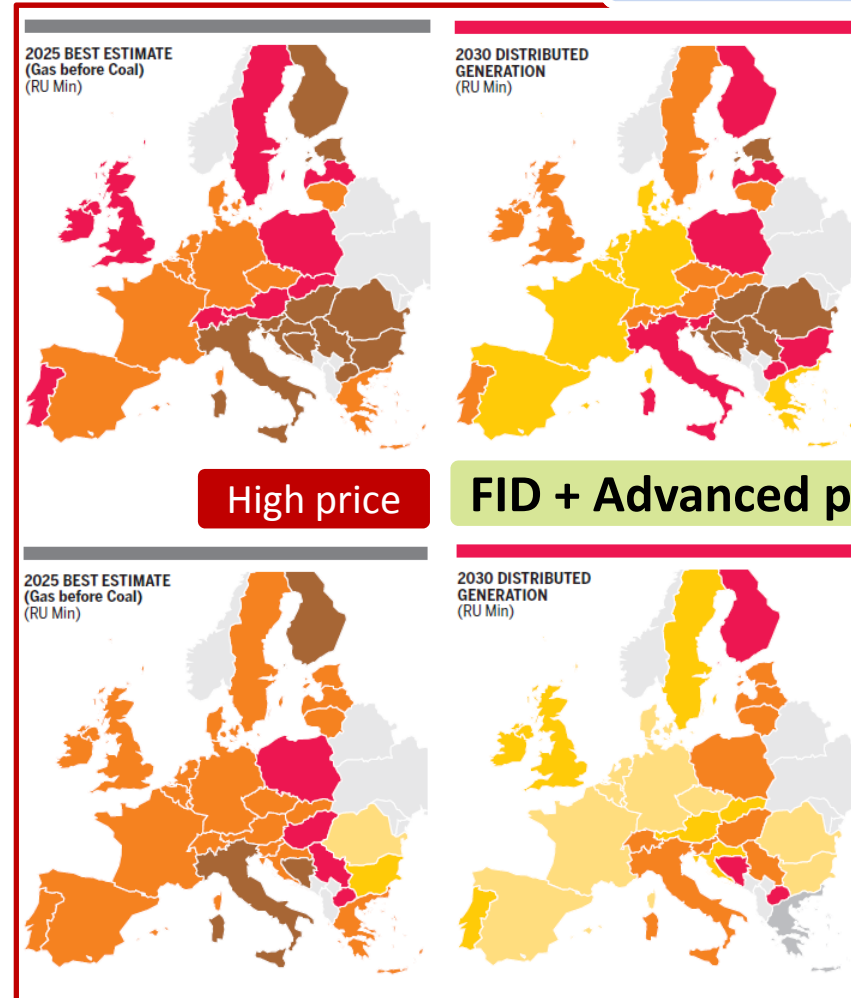 2025 BEST ESTIMATE
(Gas before Coal)
(RU Min)
2030 DISTRIBUTED
GENERATION
(RU Min)
High price
FID + Advanced p
2025 BEST ESTIMATE
(Gas before Coal)
(RU Min)
2030 DISTRIBUTED
GENERATION
(RU Min)